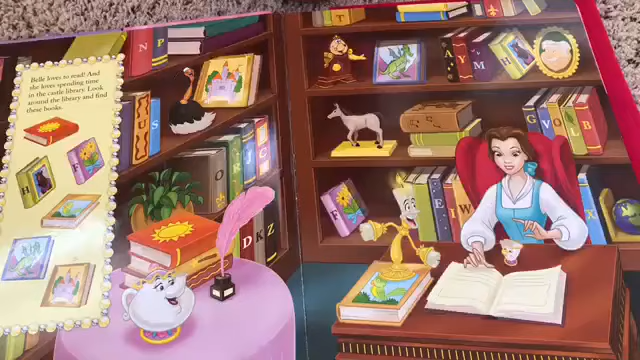 Belle loves to read! And
she loves spending time
in the castle library. Look
around the library and find
these books.
T
N P
A Y
M H
U S
G V O L B
O R J G
H F
F
E I W
D K Z